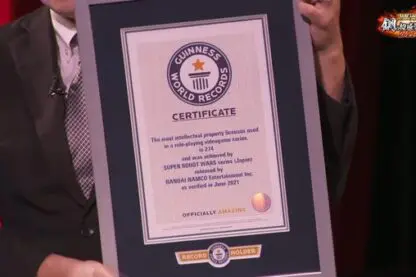 GUINNESS
WORLD RECORDS
CERTIFICATE
The most intellectual property licenses used
in a role-playing videogame series
is 274
and was achieved by
SUPER ROBOT WARS series (Japan)
released by
BANDAI NAMCO Entertainment Inc.
as verified in June 2021
OFFICIALLY AMAZING
RECORD HOLDER